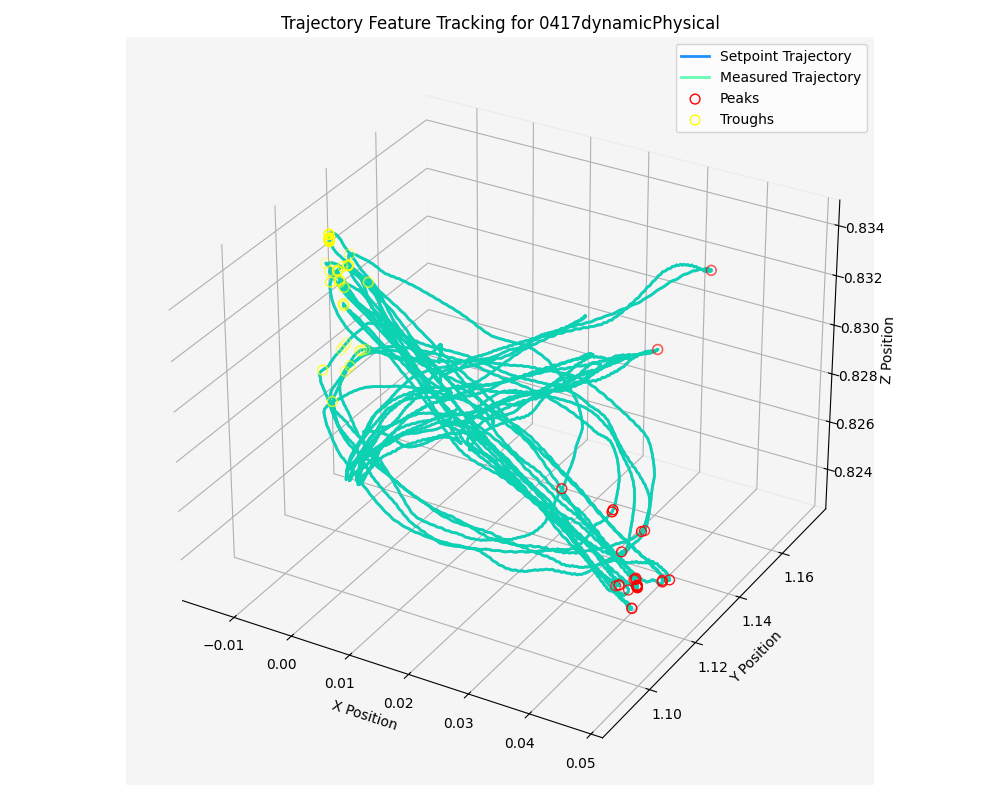 Trajectory Feature Tracking for 0417dynamicPhysical
Setpoint Trajectory
Measured Trajectory
Peaks
Troughs
0.834
0.832
0.830
0.828
0.826
0.824
Z Position
1.16
1.14
1.12
1.10
Y Position
−0.01
0.00
0.01
0.02
0.03
0.04
0.05
X Position